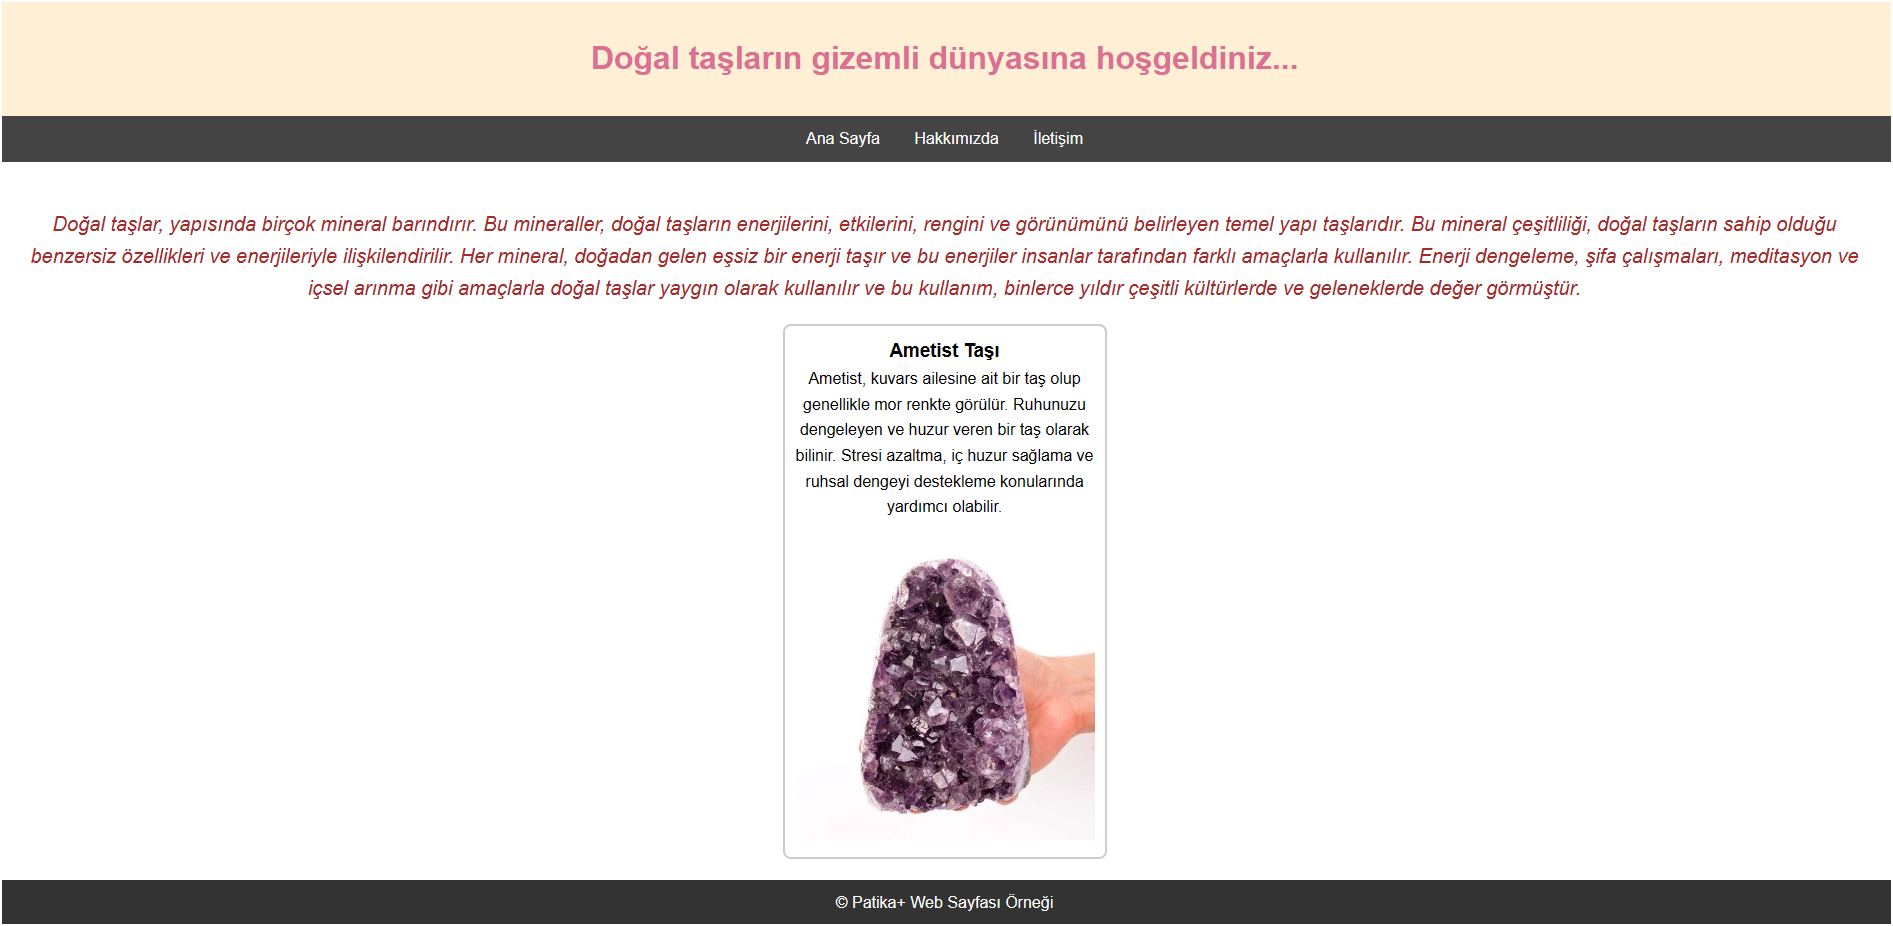 Doğal taşların gizemli dünyasına hoşgeldiniz...
Ana Sayfa Hakkımızda İletişim
Doğal taşlar, yapısında birçok mineral barındırır. Bu mineraller, doğal taşların enerjilerini, etkilerini, rengini ve görünümünü belirleyen temel yapı taşlarıdır. Bu mineral çeşitliliği, doğal taşların sahip olduğu
benzersiz özellikleri ve enerjileriyle ilişkilendirilir. Her mineral, doğadan gelen eşsiz bir enerji taşır ve bu enerjiler insanlar tarafından farklı amaçlarla kullanılır. Enerji dengeleme, şifa çalışmaları, meditasyon ve
içsel arınma gibi amaçlarla doğal taşlar yaygın olarak kullanılır ve bu kullanım, binlerce yıldır çeşitli kültürlerde ve geleneklerde değer görmüştür.
Ametist Taşı
Ametist, kuvars ailesine ait bir taş olup
genellikle mor renkte görülür. Ruhunuzu
dengeleyen ve huzur veren bir taş olarak
bilinir. Stresi azaltma, iç huzur sağlama ve
ruhsal dengeyi destekleme konularında
yardımcı olabilir.
© Patika+ Web Sayfası Örneği